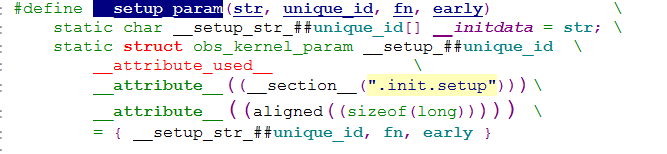 #define __setup_param(str, unique_id, fn, early) \
static char __setup_str_##unique_id[] __initdata = str; \
static struct obs_kernel_param __setup_##unique_id \
__attribute_used__ \
__attribute__((__section__(".init.setup"))) \
__attribute__((aligned((sizeof(long))))) \
= { __setup_str_##unique_id, fn, early }